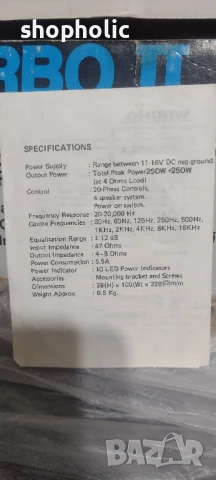 shopholic
RBO II
SPECIFICATIONS
Power Supply : Range between 11-16V DC neg ground
Output Power : Total Peak Power 250W +250W
(at 4 Ohms Load)
Control : 20-Phase Controls,
4 speaker system,
Power on switch.
Frequency Response : 20-20,000 Hz
Centre Frequencies : 30Hz, 60Hz, 125Hz, 250Hz, 500Hz,
1KHz, 2KHz, 4KHz, 8KHz, 16KHz
Equalisation Range : ± 12 dB
Input Impedance : 47 Ohms
Output Impedance : 4-8 Ohms
Power Consumption : 5.5A
Power Indicator : 10 LED Power Indicators
Accessories : Mounting bracket and Screws
Dimensions : 28(H) x 100(W) x 220(D)m/m
Weight Approx : 0.5 Kg.
BAZAR